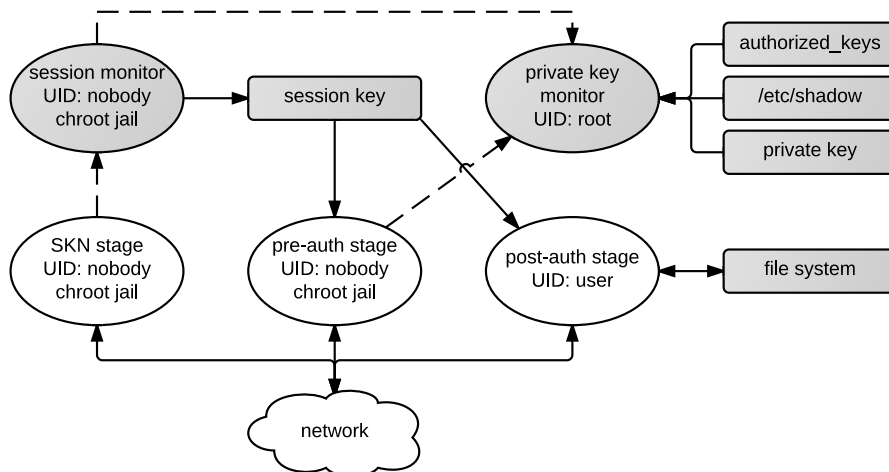 session monitor
UID: nobody
chroot jail
session key
private key
monitor
UID: root
authorized_keys
/etc/shadow
private key
SKN stage
UID: nobody
chroot jail
pre-auth stage
UID: nobody
chroot jail
post-auth stage
UID: user
file system
network